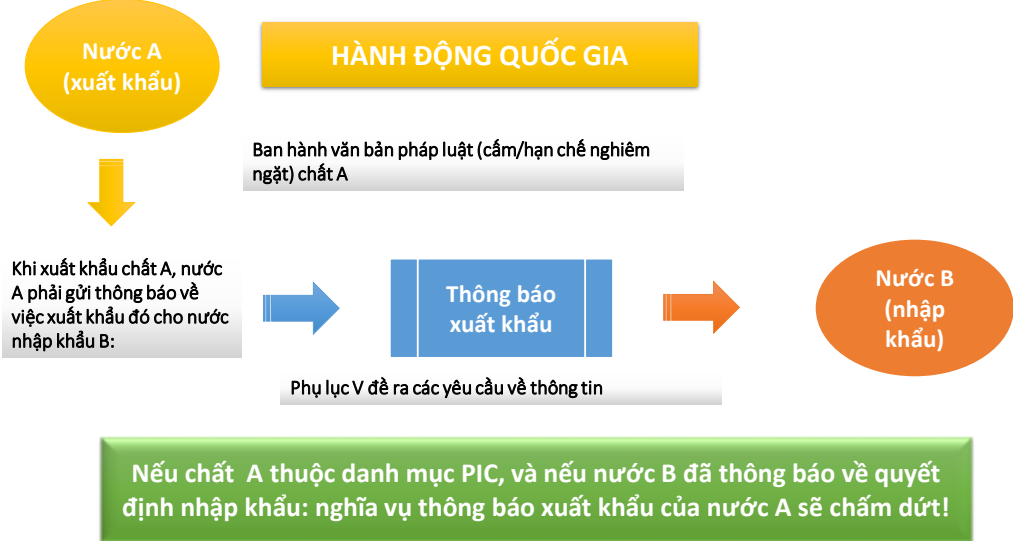 Nước A
(xuất khẩu)
HÀNH ĐỘNG QUỐC GIA
Ban hành văn bản pháp luật (cấm/hạn chế nghiêm
ngặt) chất A
Khi xuất khẩu chất A, nước
A phải gửi thông báo về
việc xuất khẩu đó cho nước
nhập khẩu B:
Thông báo
xuất khẩu
Nước B
(nhập
khẩu)
Phụ lục V đề ra các yêu cầu về thông tin
Nếu chất A thuộc danh mục PIC, và nếu nước B đã thông báo về quyết
định nhập khẩu: nghĩa vụ thông báo xuất khẩu của nước A sẽ chấm dứt!